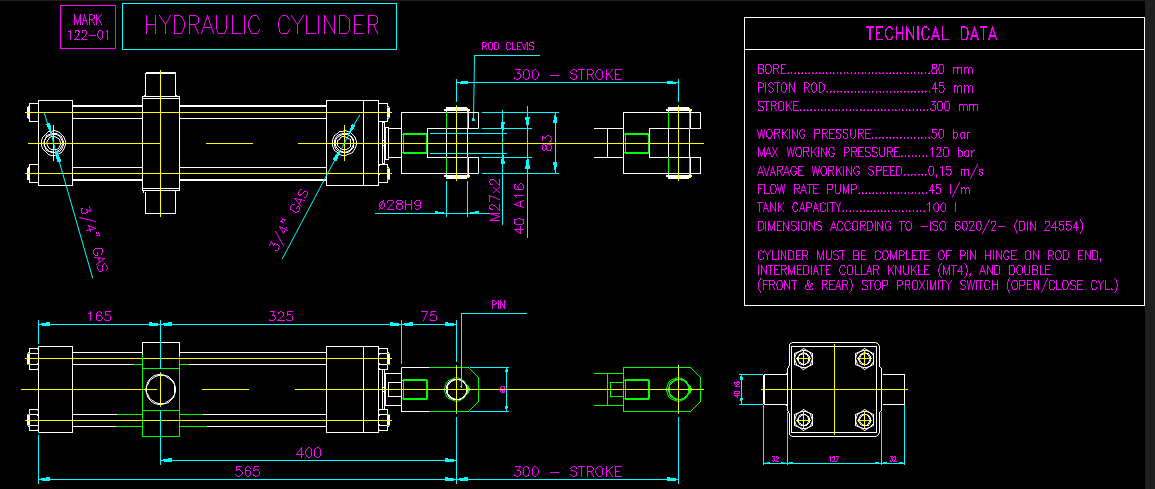 MARK
122-01
HYDRAULIC CYLINDER
ROD CLEVIS
300 - STROKE
3/4" GAS
3/4" GAS
Ø28H9
M27x2
40 A16
83
TECHNICAL DATA
BORE........................................80 mm
PISTON ROD.............................45 mm
STROKE....................................300 mm
WORKING PRESSURE................50 bar
MAX WORKING PRESSURE.......120 bar
AVARAGE WORKING SPEED.......0,15 m/s
FLOW RATE PUMP....................45 l/m
TANK CAPACITY........................100 l
DIMENSIONS ACCORDING TO -ISO 6020/2- (DIN 24554)
CYLINDER MUST BE COMPLETE OF PIN HINGE ON ROD END,
INTERMEDIATE COLLAR KNUKLE (MT4), AND DOUBLE
(FRONT & REAR) STOP PROXIMITY SWITCH (OPEN/CLOSE CYL.)
PIN
165
325
75
400
565
300 - STROKE
32
127
32